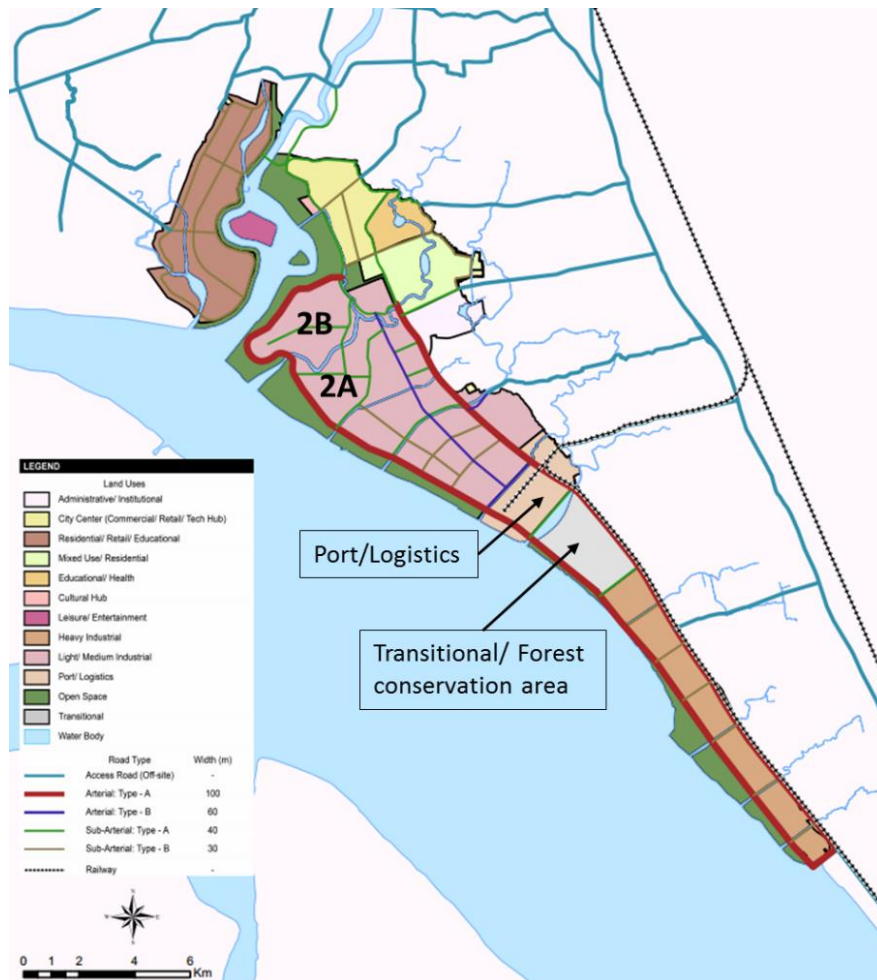 2B
2A
Port/Logistics
Transitional/ Forest
conservation area
LEGEND
Land Uses
Administrative/ Institutional
City Center (Commercial/ Retail/ Tech Hub)
Residential/ Retail/ Educational
Mixed Use/ Residential
Educational/ Health
Cultural Hub
Leisure/ Entertainment
Heavy Industrial
Light/ Medium Industrial
Port/ Logistics
Open Space
Transitional
Water Body
Road Type Width (m)
Access Road (Off-site) -
Arterial: Type - A 100
Arterial: Type - B 60
Sub-Arterial: Type - A 40
Sub-Arterial: Type - B 30
Railway -
N
W E
S
0 1 2 4 6
Km